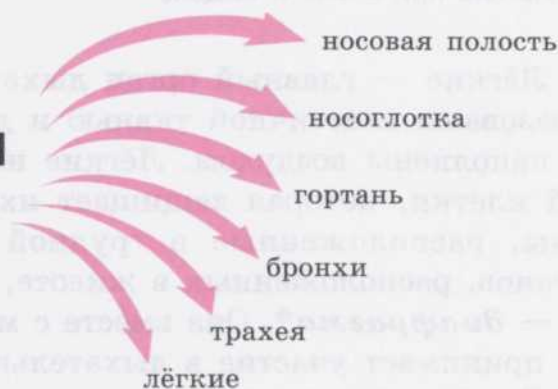 носовая полость
носоглотка
гортань
бронхи
трахея
лёгкие